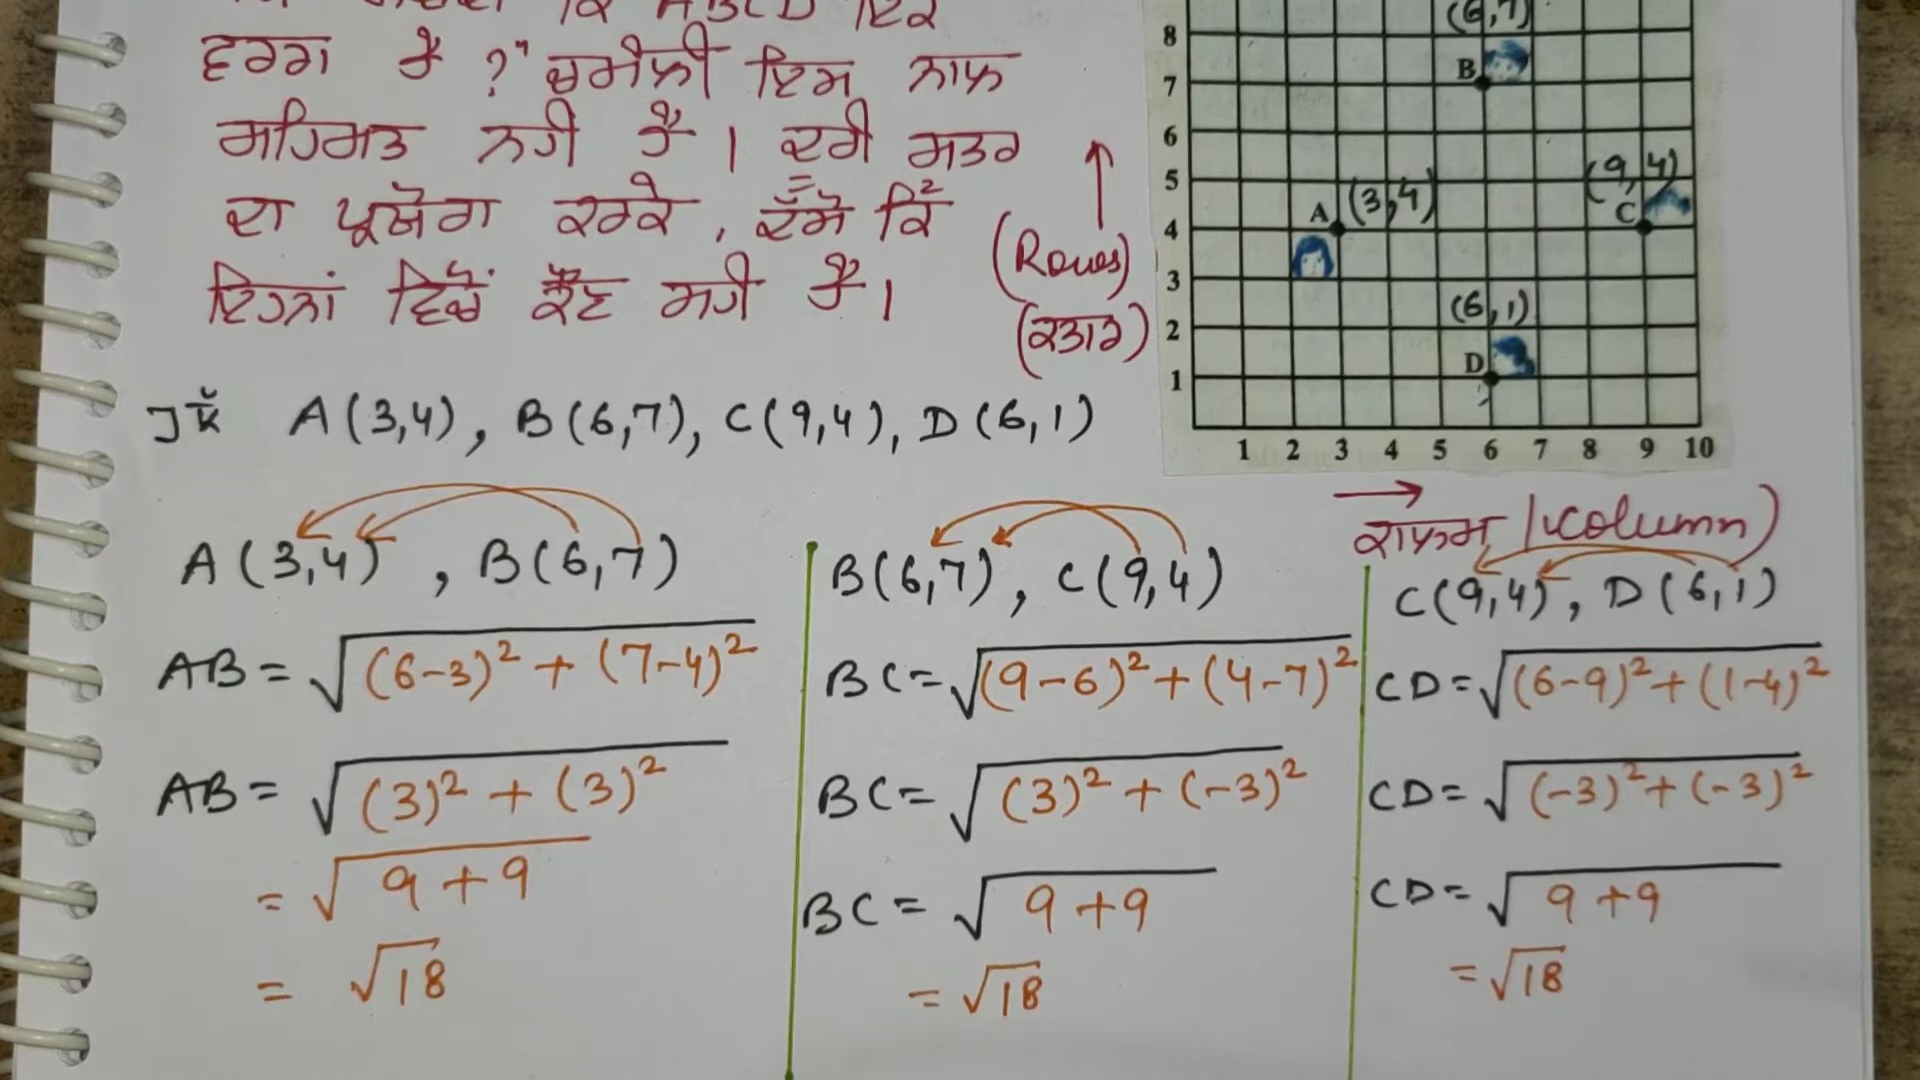 ABCD ਇਕ
ਵਰਗ ਹੈ ?" ਚਮੇਲੀ ਇਸ ਨਾਲ
ਸਹਿਮਤ ਨਹੀ ਹੈ । ਦੂਰੀ ਸੂਤਰ
ਦਾ ਪ੍ਰਯੋਗ ਕਰਕੇ , ਦੱਸੋ ਕਿ
ਇਹਨਾਂ ਵਿਚੋਂ ਕੌਣ ਸਹੀ ਹੈ ।
(Rows)
(ਕਤਾਰ)
(6,7)
8
B
7
6
(9,4)
5
A (3,4)
C
4
3
(6,1)
2
D
1
1 2 3 4 5 6 7 8 9 10
ਕਾਲਮ (column)
ਹੱਲ A(3,4), B(6,7), C(9,4), D(6,1)
A(3,4) , B(6,7)
AB = √(6-3)² + (7-4)²
AB = √(3)² + (3)²
= √9+9
= √18
B(6,7) , C(9,4)
BC = √(9-6)² + (4-7)²
BC = √(3)² + (-3)²
BC = √9+9
= √18
C(9,4), D(6,1)
CD = √(6-9)² + (1-4)²
CD = √(-3)² + (-3)²
CD = √9+9
= √18